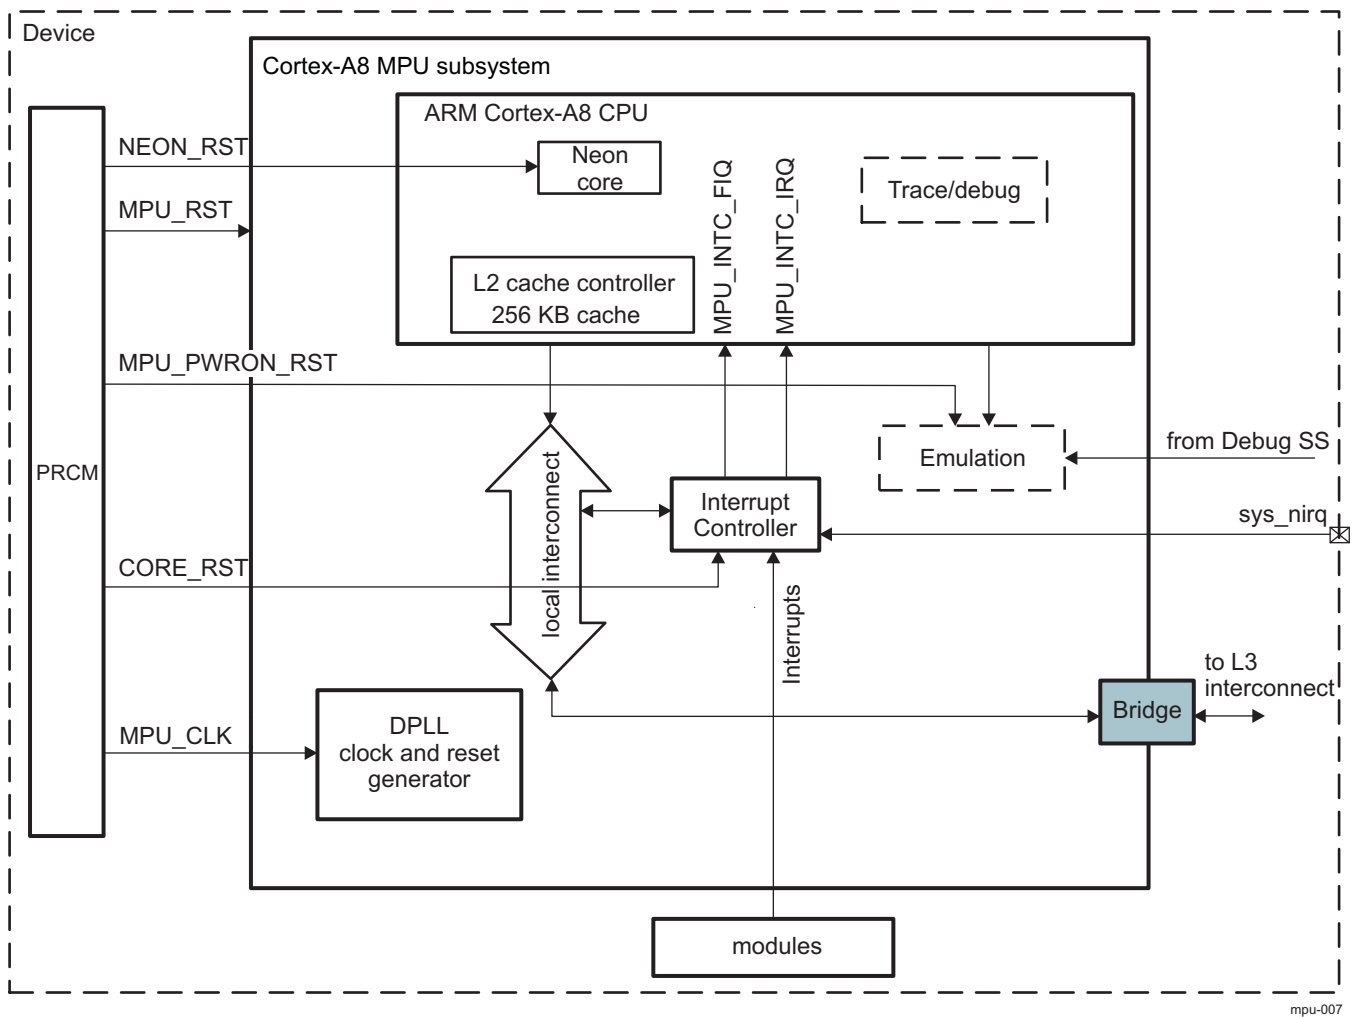 Device
Cortex-A8 MPU subsystem
ARM Cortex-A8 CPU
NEON_RST
Neon
core
MPU_INTC_FIQ
MPU_INTC_IRQ
Trace/debug
MPU_RST
L2 cache controller
256 KB cache
MPU_PWRON_RST
from Debug SS
Emulation
PRCM
local interconnect
Interrupt
Controller
sys_nirq
CORE_RST
Interrupts
to L3
interconnect
Bridge
MPU_CLK
DPLL
clock and reset
generator
modules
mpu-007